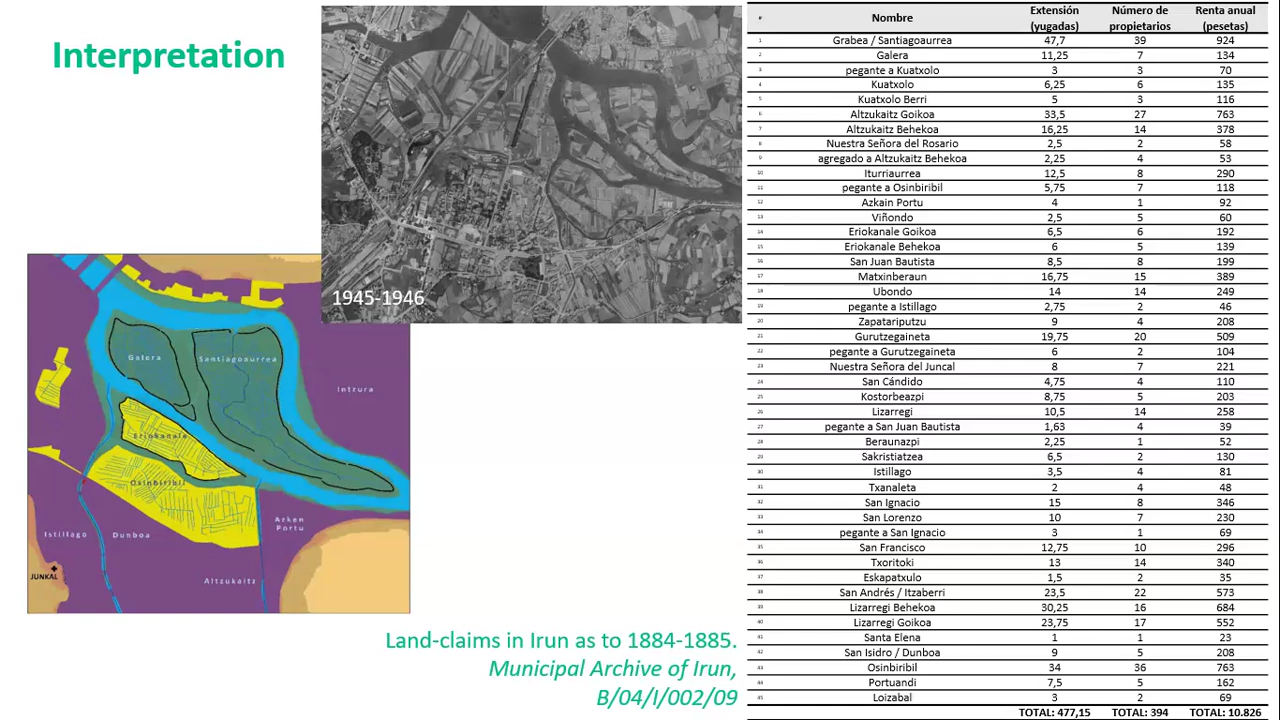 Interpretation
1945-1946
Galera
Santiagoaurrea
Intzura
Eriokanale
Osinbiribil
Istillago
Dunboa
Arken
Portu
JUNKAL
Altzukaitz
Land-claims in Irun as to 1884-1885.
Municipal Archive of Irun,
B/04/I/002/09
# Nombre Extensión (yugadas) Número de propietarios Renta anual (pesetas)
1 Grabea / Santiagoaurrea 47,7 39 924
2 Galera 11,25 7 134
3 pegante a Kuatxolo 3 3 70
4 Kuatxolo 6,25 6 135
5 Kuatxolo Berri 5 3 116
6 Altzukaitz Goikoa 33,5 27 763
7 Altzukaitz Behekoa 16,25 14 378
8 Nuestra Señora del Rosario 2,5 2 58
9 agregado a Altzukaitz Behekoa 2,25 4 53
10 Iturriaurrea 12,5 8 290
11 pegante a Osinbiribil 5,75 7 118
12 Azkain Portu 4 1 92
13 Viñondo 2,5 5 60
14 Eriokanale Goikoa 6,5 6 192
15 Eriokanale Behekoa 6 5 139
16 San Juan Bautista 8,5 8 199
17 Matxinberaun 16,75 15 389
18 Ubondo 14 14 249
19 pegante a Istillago 2,75 2 46
20 Zapatariputzu 9 4 208
21 Gurutzegaineta 19,75 20 509
22 pegante a Gurutzegaineta 6 2 104
23 Nuestra Señora del Juncal 8 7 221
24 San Cándido 4,75 4 110
25 Kostorbeazpi 8,75 5 203
26 Lizarregi 10,5 14 258
27 pegante a San Juan Bautista 1,63 4 39
28 Beraunazpi 2,25 1 52
29 Sakristiatzea 6,5 2 130
30 Istillago 3,5 4 81
31 Txanaleta 2 4 48
32 San Ignacio 15 8 346
33 San Lorenzo 10 7 230
34 pegante a San Ignacio 3 1 69
35 San Francisco 12,75 10 296
36 Txoritoki 13 14 340
37 Eskapatxulo 1,5 2 35
38 San Andrés / Itzaberri 23,5 22 573
39 Lizarregi Behekoa 30,25 16 684
40 Lizarregi Goikoa 23,75 17 552
41 Santa Elena 1 1 23
42 San Isidro / Dunboa 9 5 208
43 Osinbiribil 34 36 763
44 Portuandi 7,5 5 162
45 Loizabal 3 2 69
TOTAL: 477,15 TOTAL: 394 TOTAL: 10.826